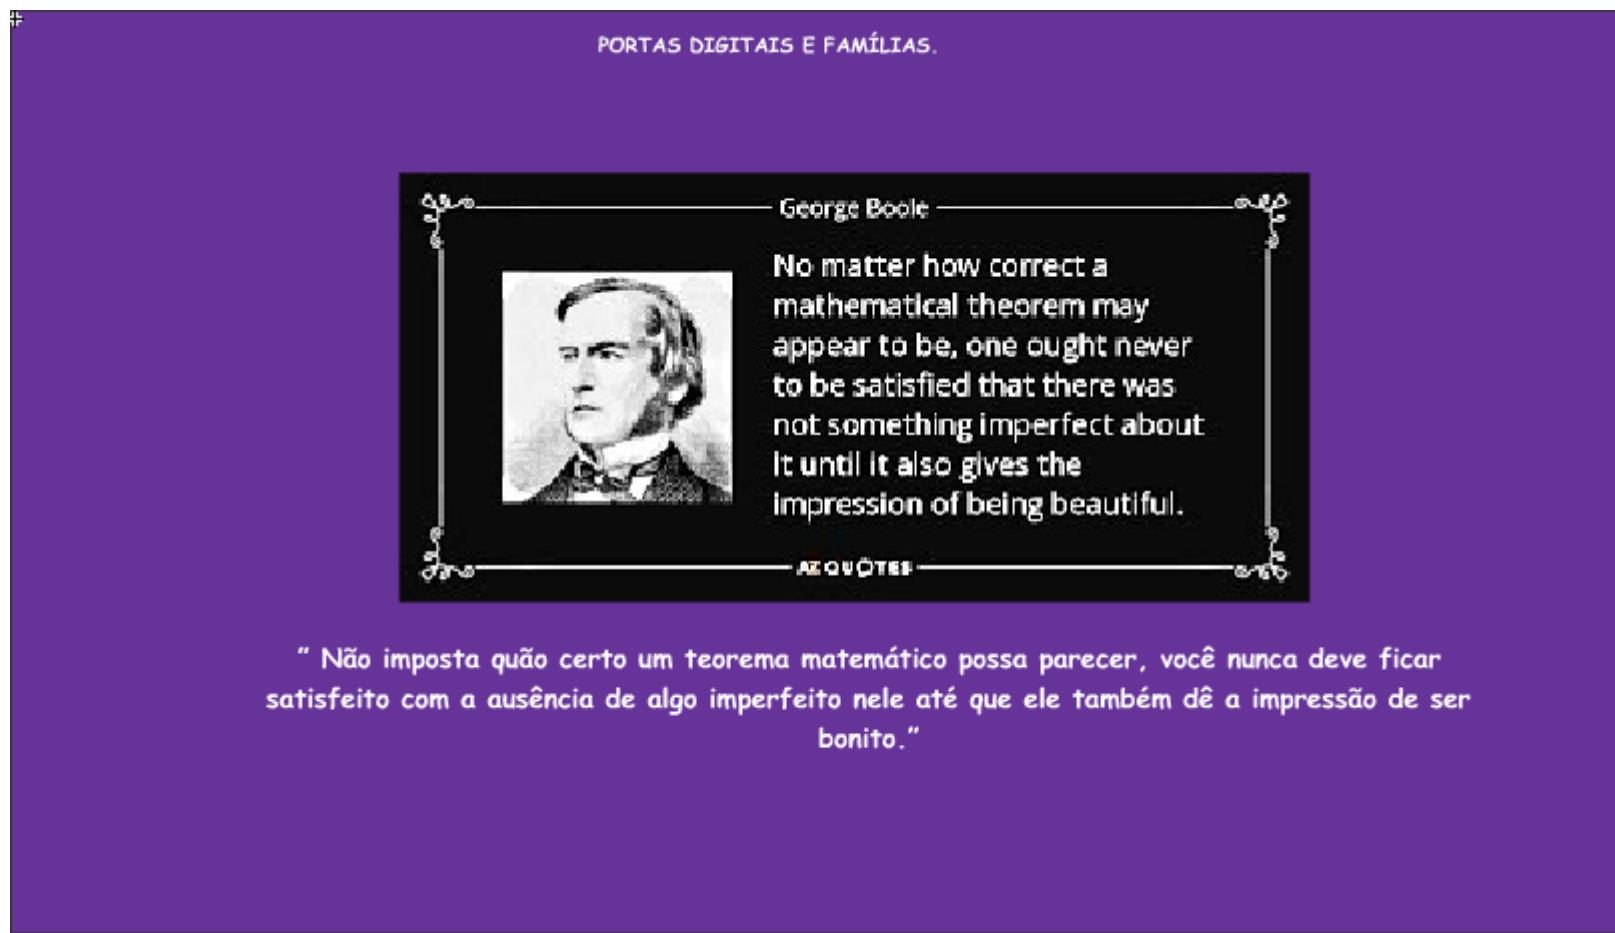 PORTAS DIGITAIS E FAMÍLIAS.
George Boole
No matter how correct a
mathematical theorem may
appear to be, one ought never
to be satisfied that there was
not something imperfect about
it until it also gives the
impression of being beautiful.
AZ QUOTES
” Não imposta quão certo um teorema matemático possa parecer, você nunca deve ficar
satisfeito com a ausência de algo imperfeito nele até que ele também dê a impressão de ser
bonito.”